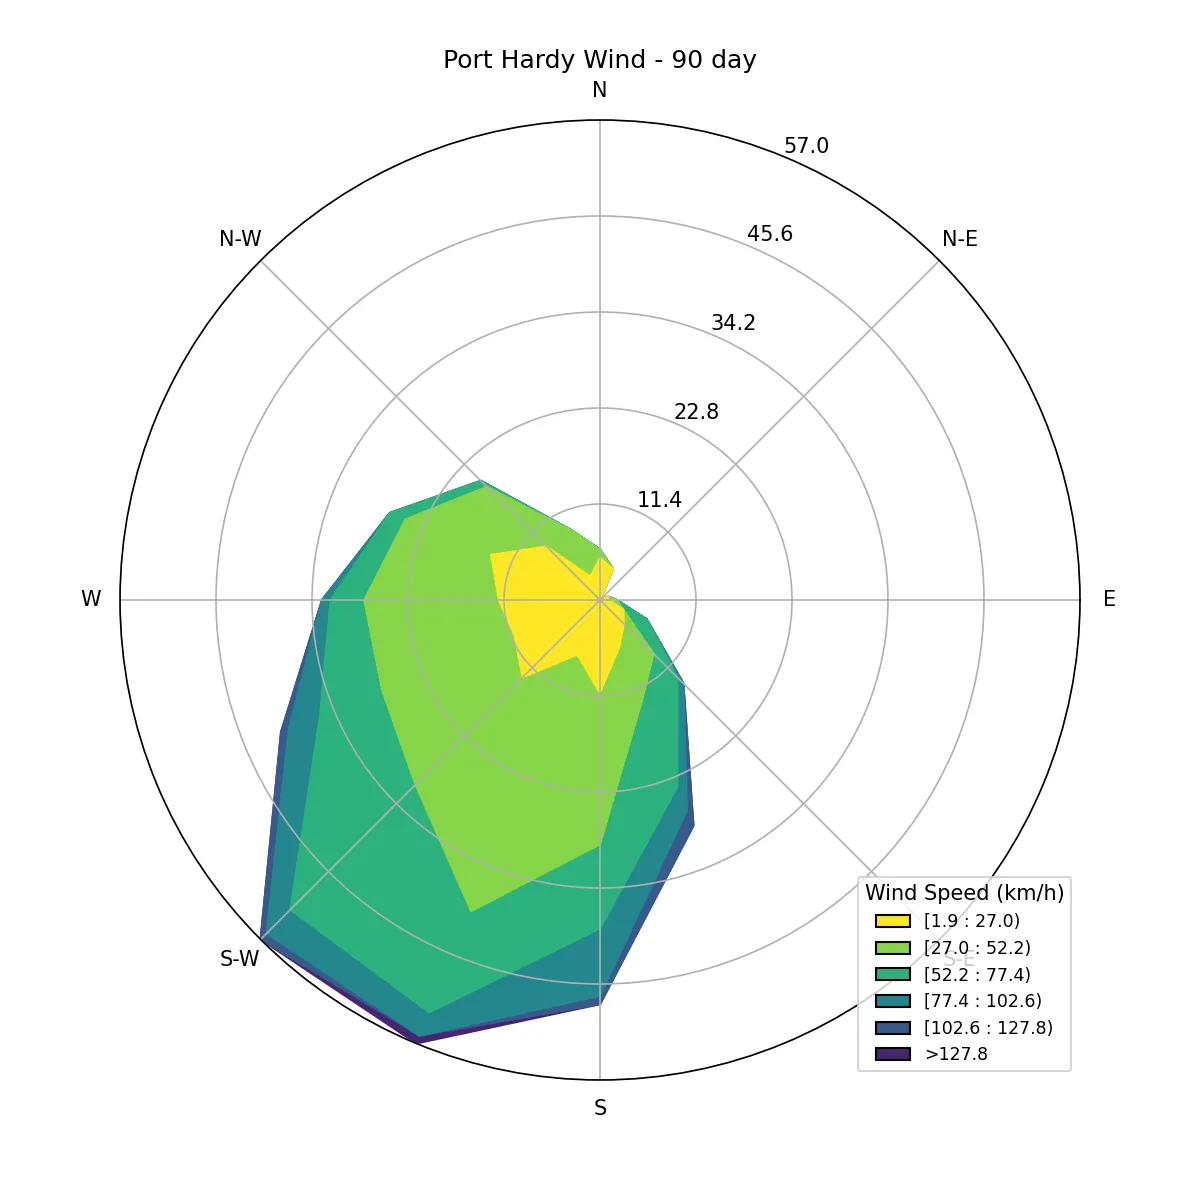 Port Hardy Wind - 90 day
N
57.0
N-W
45.6
N-E
34.2
22.8
11.4
W
E
S-W
S-E
S
Wind Speed (km/h)
[1.9 : 27.0)
[27.0 : 52.2)
[52.2 : 77.4)
[77.4 : 102.6)
[102.6 : 127.8)
>127.8